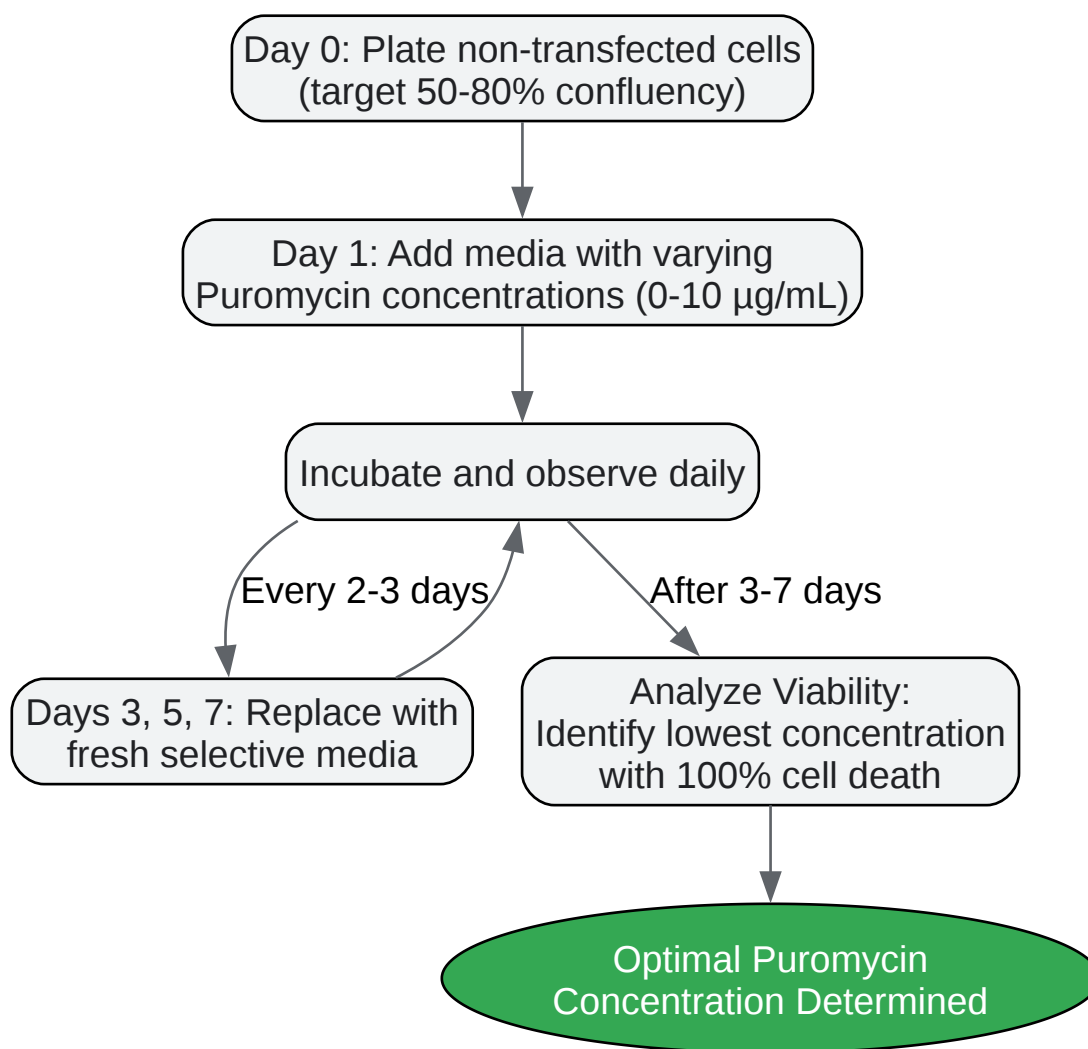 Day 0: Plate non-transfected cells
(target 50-80% confluency)
Day 1: Add media with varying
Puromycin concentrations (0-10 µg/mL)
Incubate and observe daily
Every 2-3 days
After 3-7 days
Days 3, 5, 7: Replace with
fresh selective media
Analyze Viability:
Identify lowest concentration
with 100% cell death
Optimal Puromycin
Concentration Determined